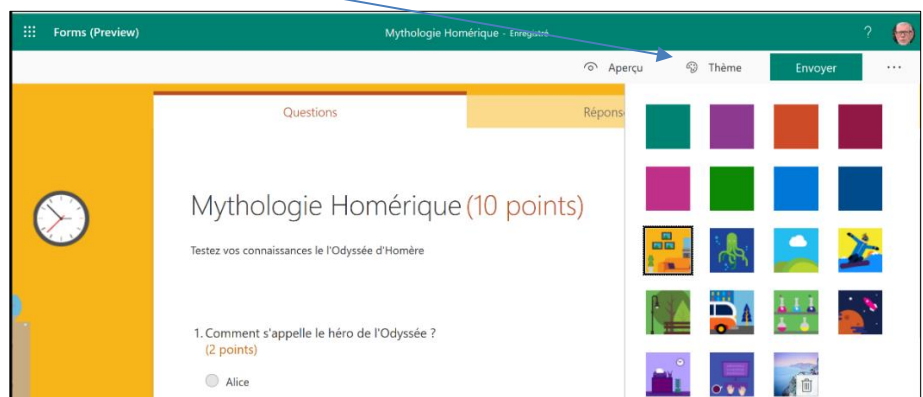 Forms (Preview)
Mythologie Homérique - Enregistré
?
Aperçu
Thème
Envoyer
...
Questions
Répons
Mythologie Homérique (10 points)
Testez vos connaissances le l'Odyssée d'Homère
1. Comment s'appelle le héro de l'Odyssée ?
(2 points)
Alice